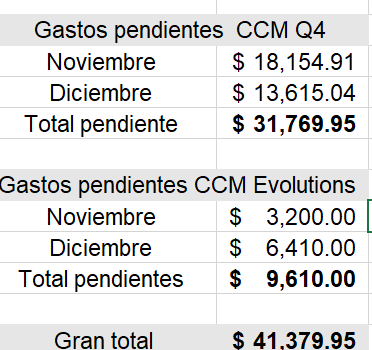 Gastos pendientes CCM Q4
Noviembre $ 18,154.91
Diciembre $ 13,615.04
Total pendiente $ 31,769.95
Gastos pendientes CCM Evolutions
Noviembre $ 3,200.00
Diciembre $ 6,410.00
Total pendientes $ 9,610.00
Gran total $ 41,379.95